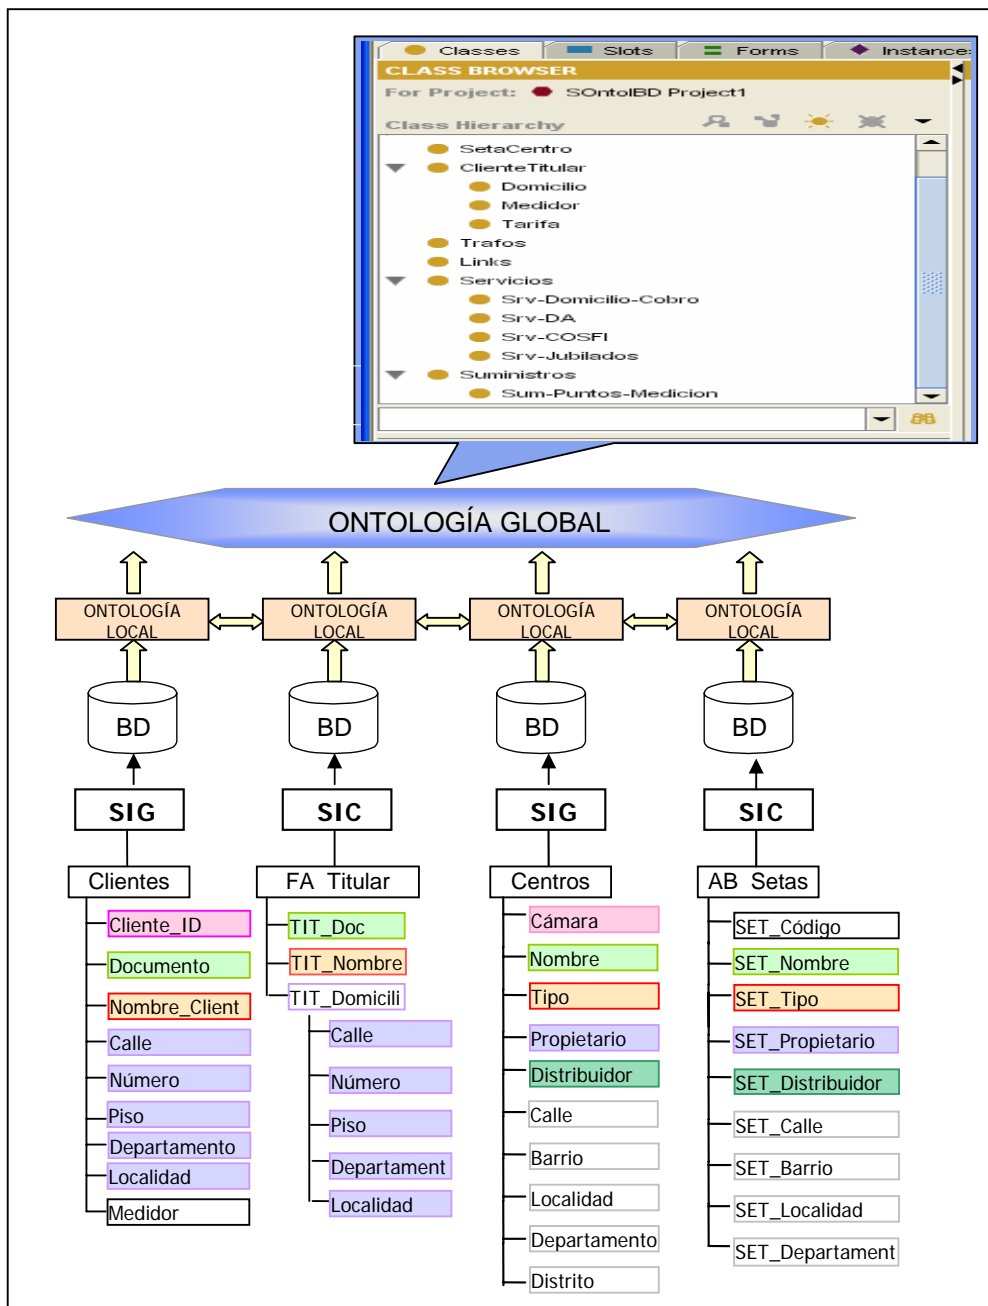 Classes Slots Forms Instance
CLASS BROWSER
For Project: SOntoIBD Project1
Class Hierarchy
SetaCentro
ClienteTitular
Domicilio
Medidor
Tarifa
Trafos
Links
Servicios
Srv-Domicilio-Cobro
Srv-DA
Srv-COSFI
Srv-Jubilados
Suministros
Sum-Puntos-Medicion
ONTOLOGÍA GLOBAL
ONTOLOGÍA
LOCAL
ONTOLOGÍA
LOCAL
ONTOLOGÍA
LOCAL
ONTOLOGÍA
LOCAL
BD
BD
BD
BD
SIG
SIC
SIG
SIC
Clientes
Cliente_ID
Documento
Nombre_Client
Calle
Número
Piso
Departamento
Localidad
Medidor
FA Titular
TIT_Doc
TIT_Nombre
TIT_Domicili
Calle
Número
Piso
Department
Localidad
Centros
Cámara
Nombre
Tipo
Propietario
Distribuidor
Calle
Barrio
Localidad
Departamento
Distrito
AB Setas
SET_Código
SET_Nombre
SET_Tipo
SET_Propietario
SET_Distribuidor
SET_Calle
SET_Barrio
SET_Localidad
SET_Departament